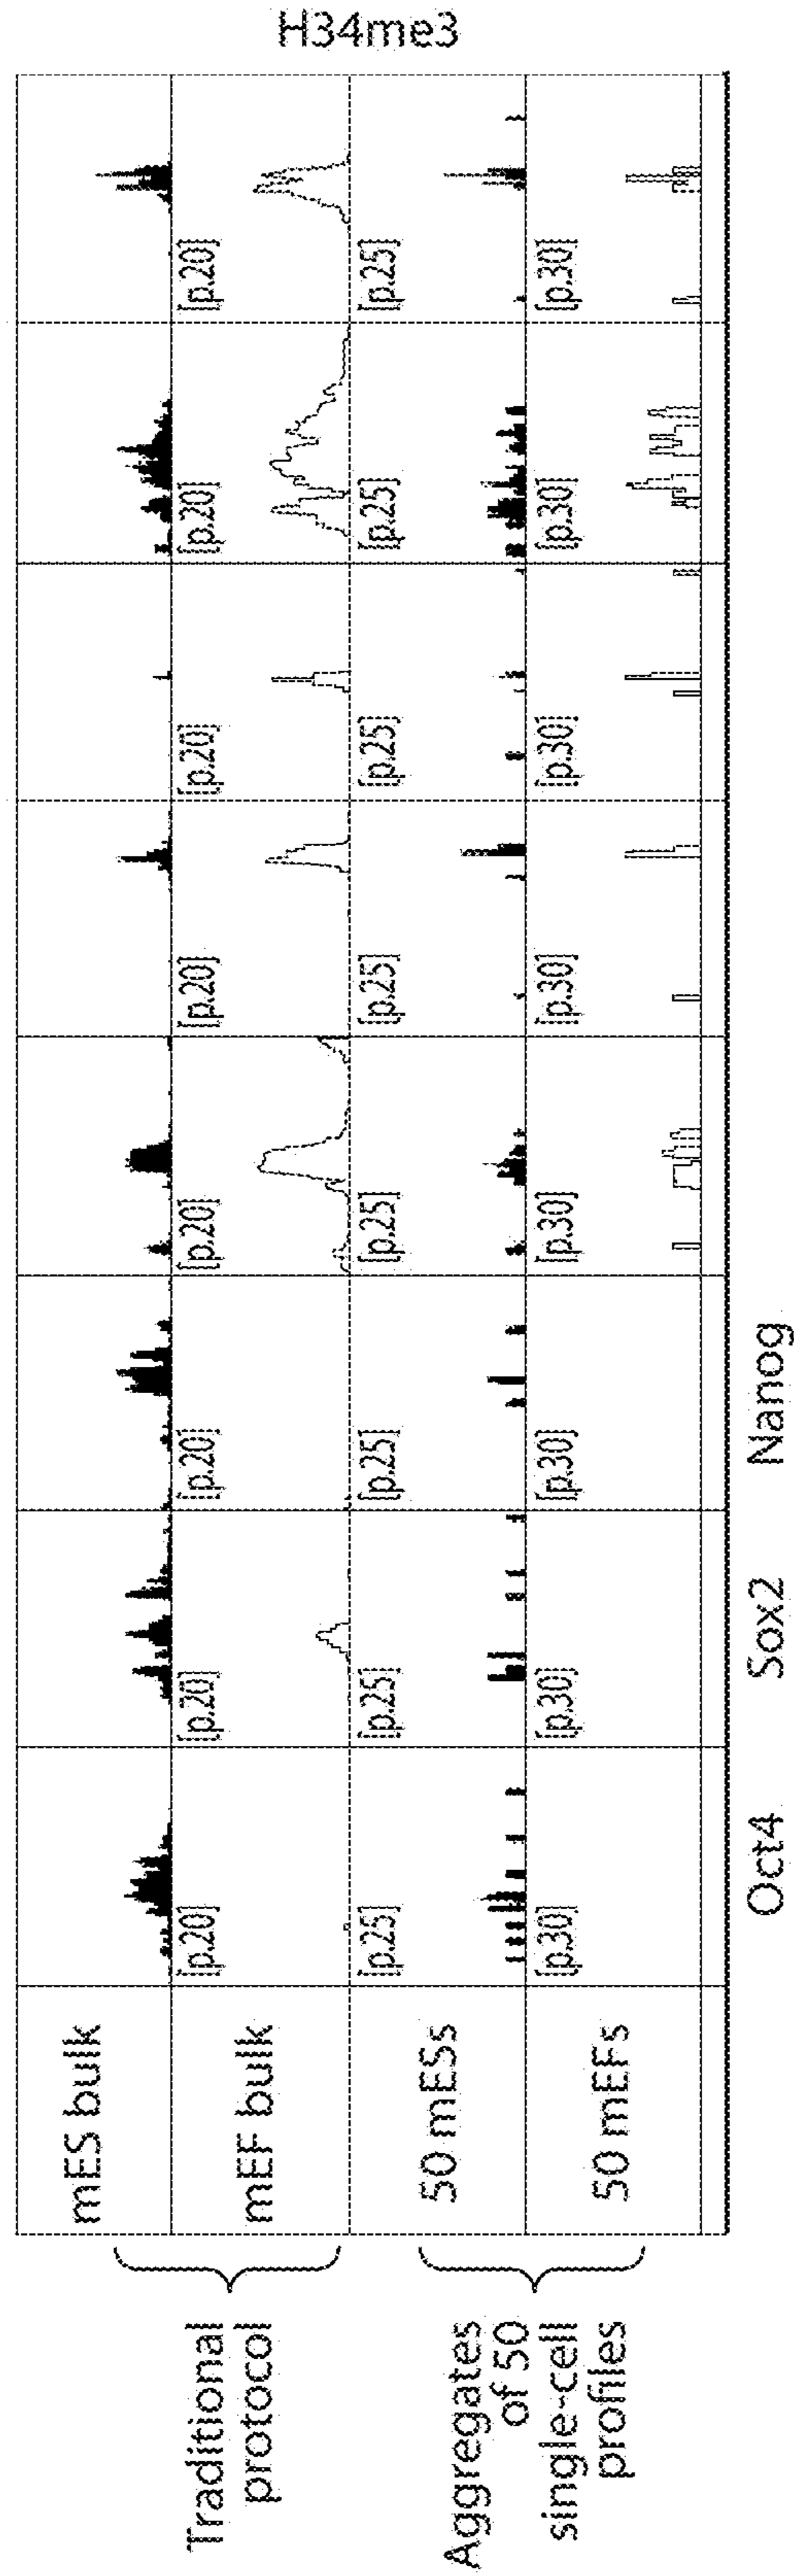 H34me3
Traditional
protocol
mES bulk
mEF bulk
[p.20] [p.20] [p.20] [p.20] [p.20] [p.20] [p.20] [p.20]
Aggregates
of 50
single-cell
profiles
50 mESs
[p.25] [p.25] [p.25] [p.25] [p.25] [p.25] [p.25] [p.25]
50 mEFs
[p.30] [p.30] [p.30] [p.30] [p.30] [p.30] [p.30] [p.30]
Oct4 Sox2 Nanog